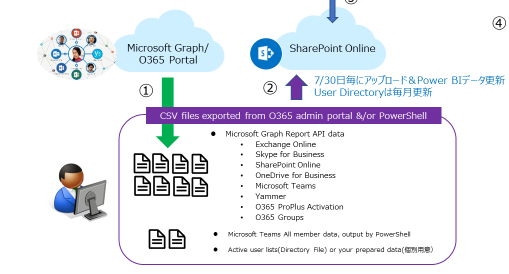 ③
④
Microsoft Graph/
O365 Portal
SharePoint Online
①
②
7/30日毎にアップロード＆Power BIデータ更新
User Directoryは毎月更新
CSV files exported from O365 admin portal &/or PowerShell
● Microsoft Graph Report API data
• Exchange Online
• Skype for Business
• SharePoint Online
• OneDrive for Business
• Microsoft Teams
• Yammer
• O365 ProPlus Activation
• O365 Groups
● Microsoft Teams All member data, output by PowerShell
● Active user lists(Directory File) or your prepared data(個別用意)